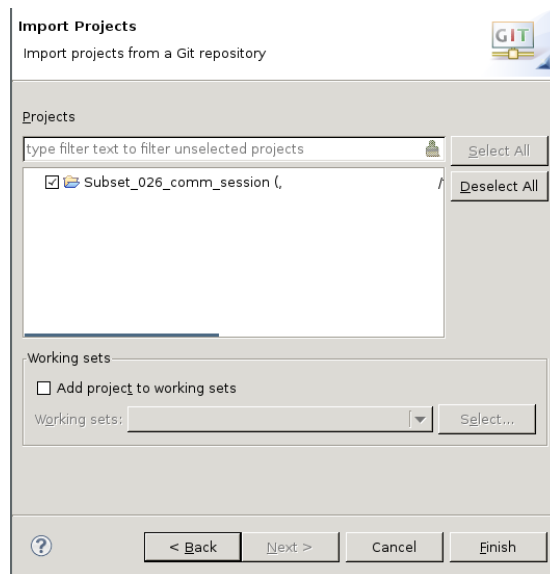 Import Projects
Import projects from a Git repository
GIT
Projects
type filter text to filter unselected projects
Select All
Subset_026_comm_session (, /
Deselect All
Working sets
Add project to working sets
Working sets:
Select...
?
< Back
Next >
Cancel
Finish